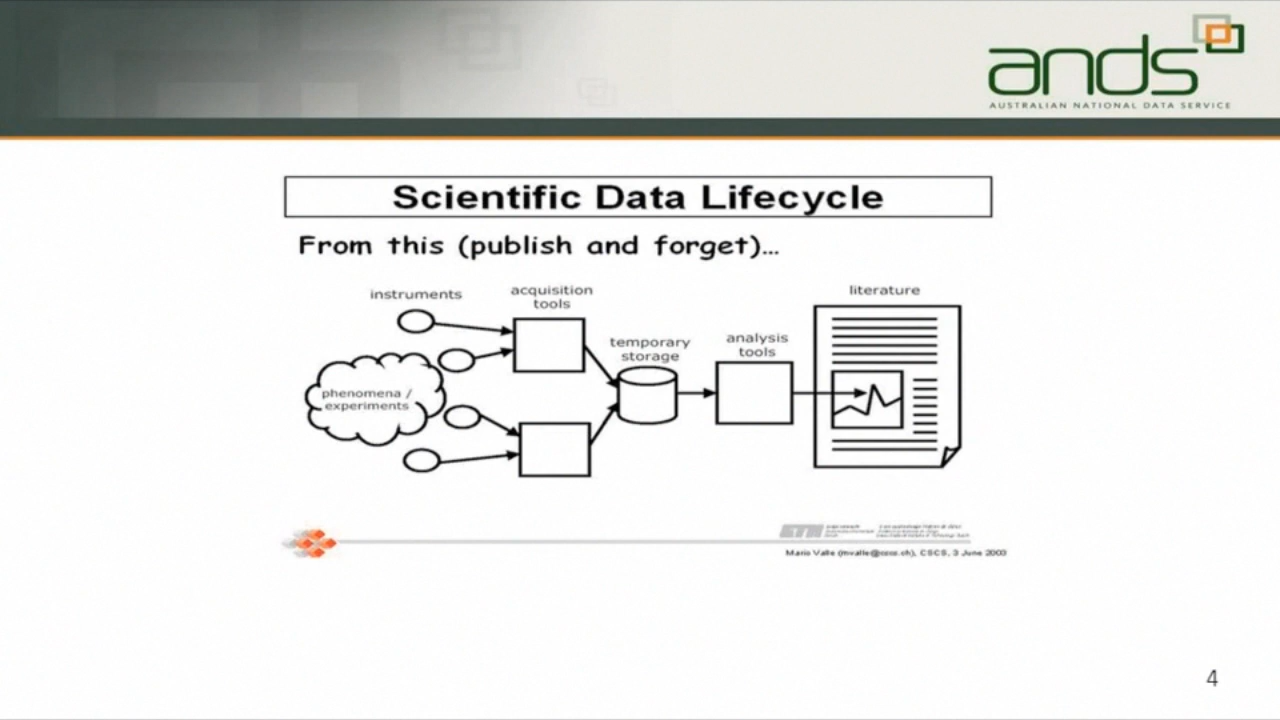 ands
AUSTRALIAN NATIONAL DATA SERVICE
Scientific Data Lifecycle
From this (publish and forget)...
instruments
acquisition
tools
literature
temporary
storage
analysis
tools
phenomena /
experiments
Mario Valle (mvalle@cscs.ch), CSCS, 3 June 2003
4